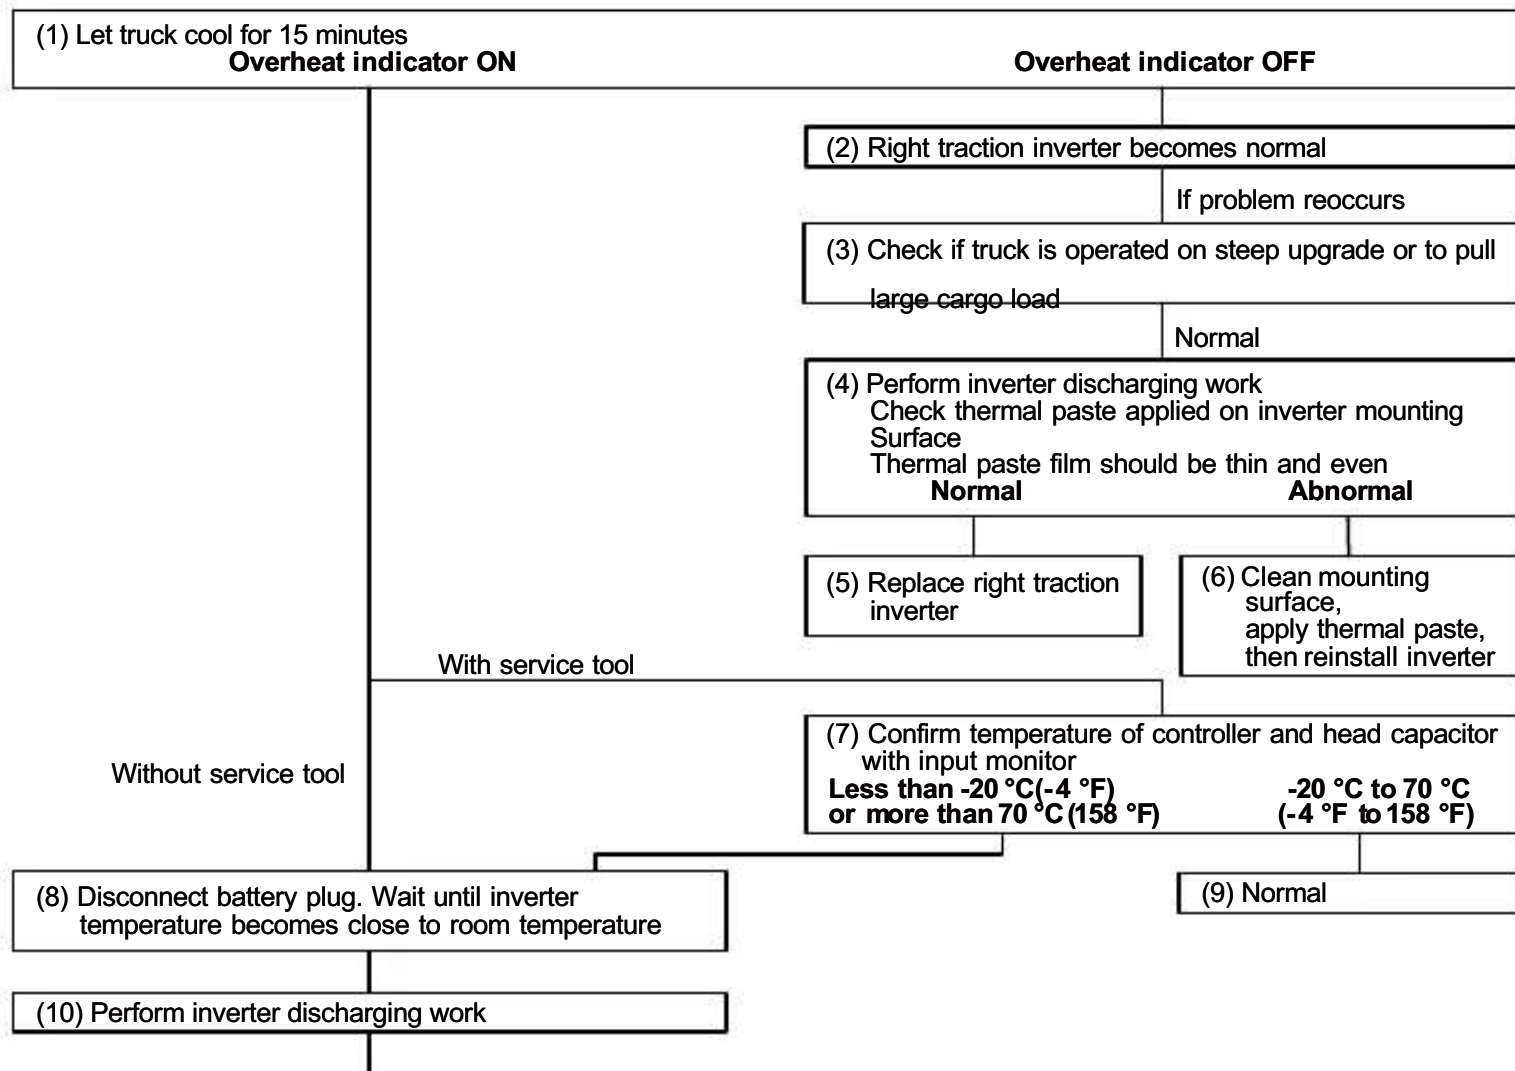 (1) Let truck cool for 15 minutes
Overheat indicator ON
Overheat indicator OFF
(2) Right traction inverter becomes normal
If problem reoccurs
(3) Check if truck is operated on steep upgrade or to pull
large cargo load
Normal
(4) Perform inverter discharging work
Check thermal paste applied on inverter mounting
Surface
Thermal paste film should be thin and even
Normal
Abnormal
(5) Replace right traction
inverter
(6) Clean mounting
surface,
apply thermal paste,
then reinstall inverter
With service tool
Without service tool
(7) Confirm temperature of controller and head capacitor
with input monitor
Less than -20 °C(-4 °F)
or more than 70 °C (158 °F)
-20 °C to 70 °C
(-4 °F to 158 °F)
(8) Disconnect battery plug. Wait until inverter
temperature becomes close to room temperature
(9) Normal
(10) Perform inverter discharging work